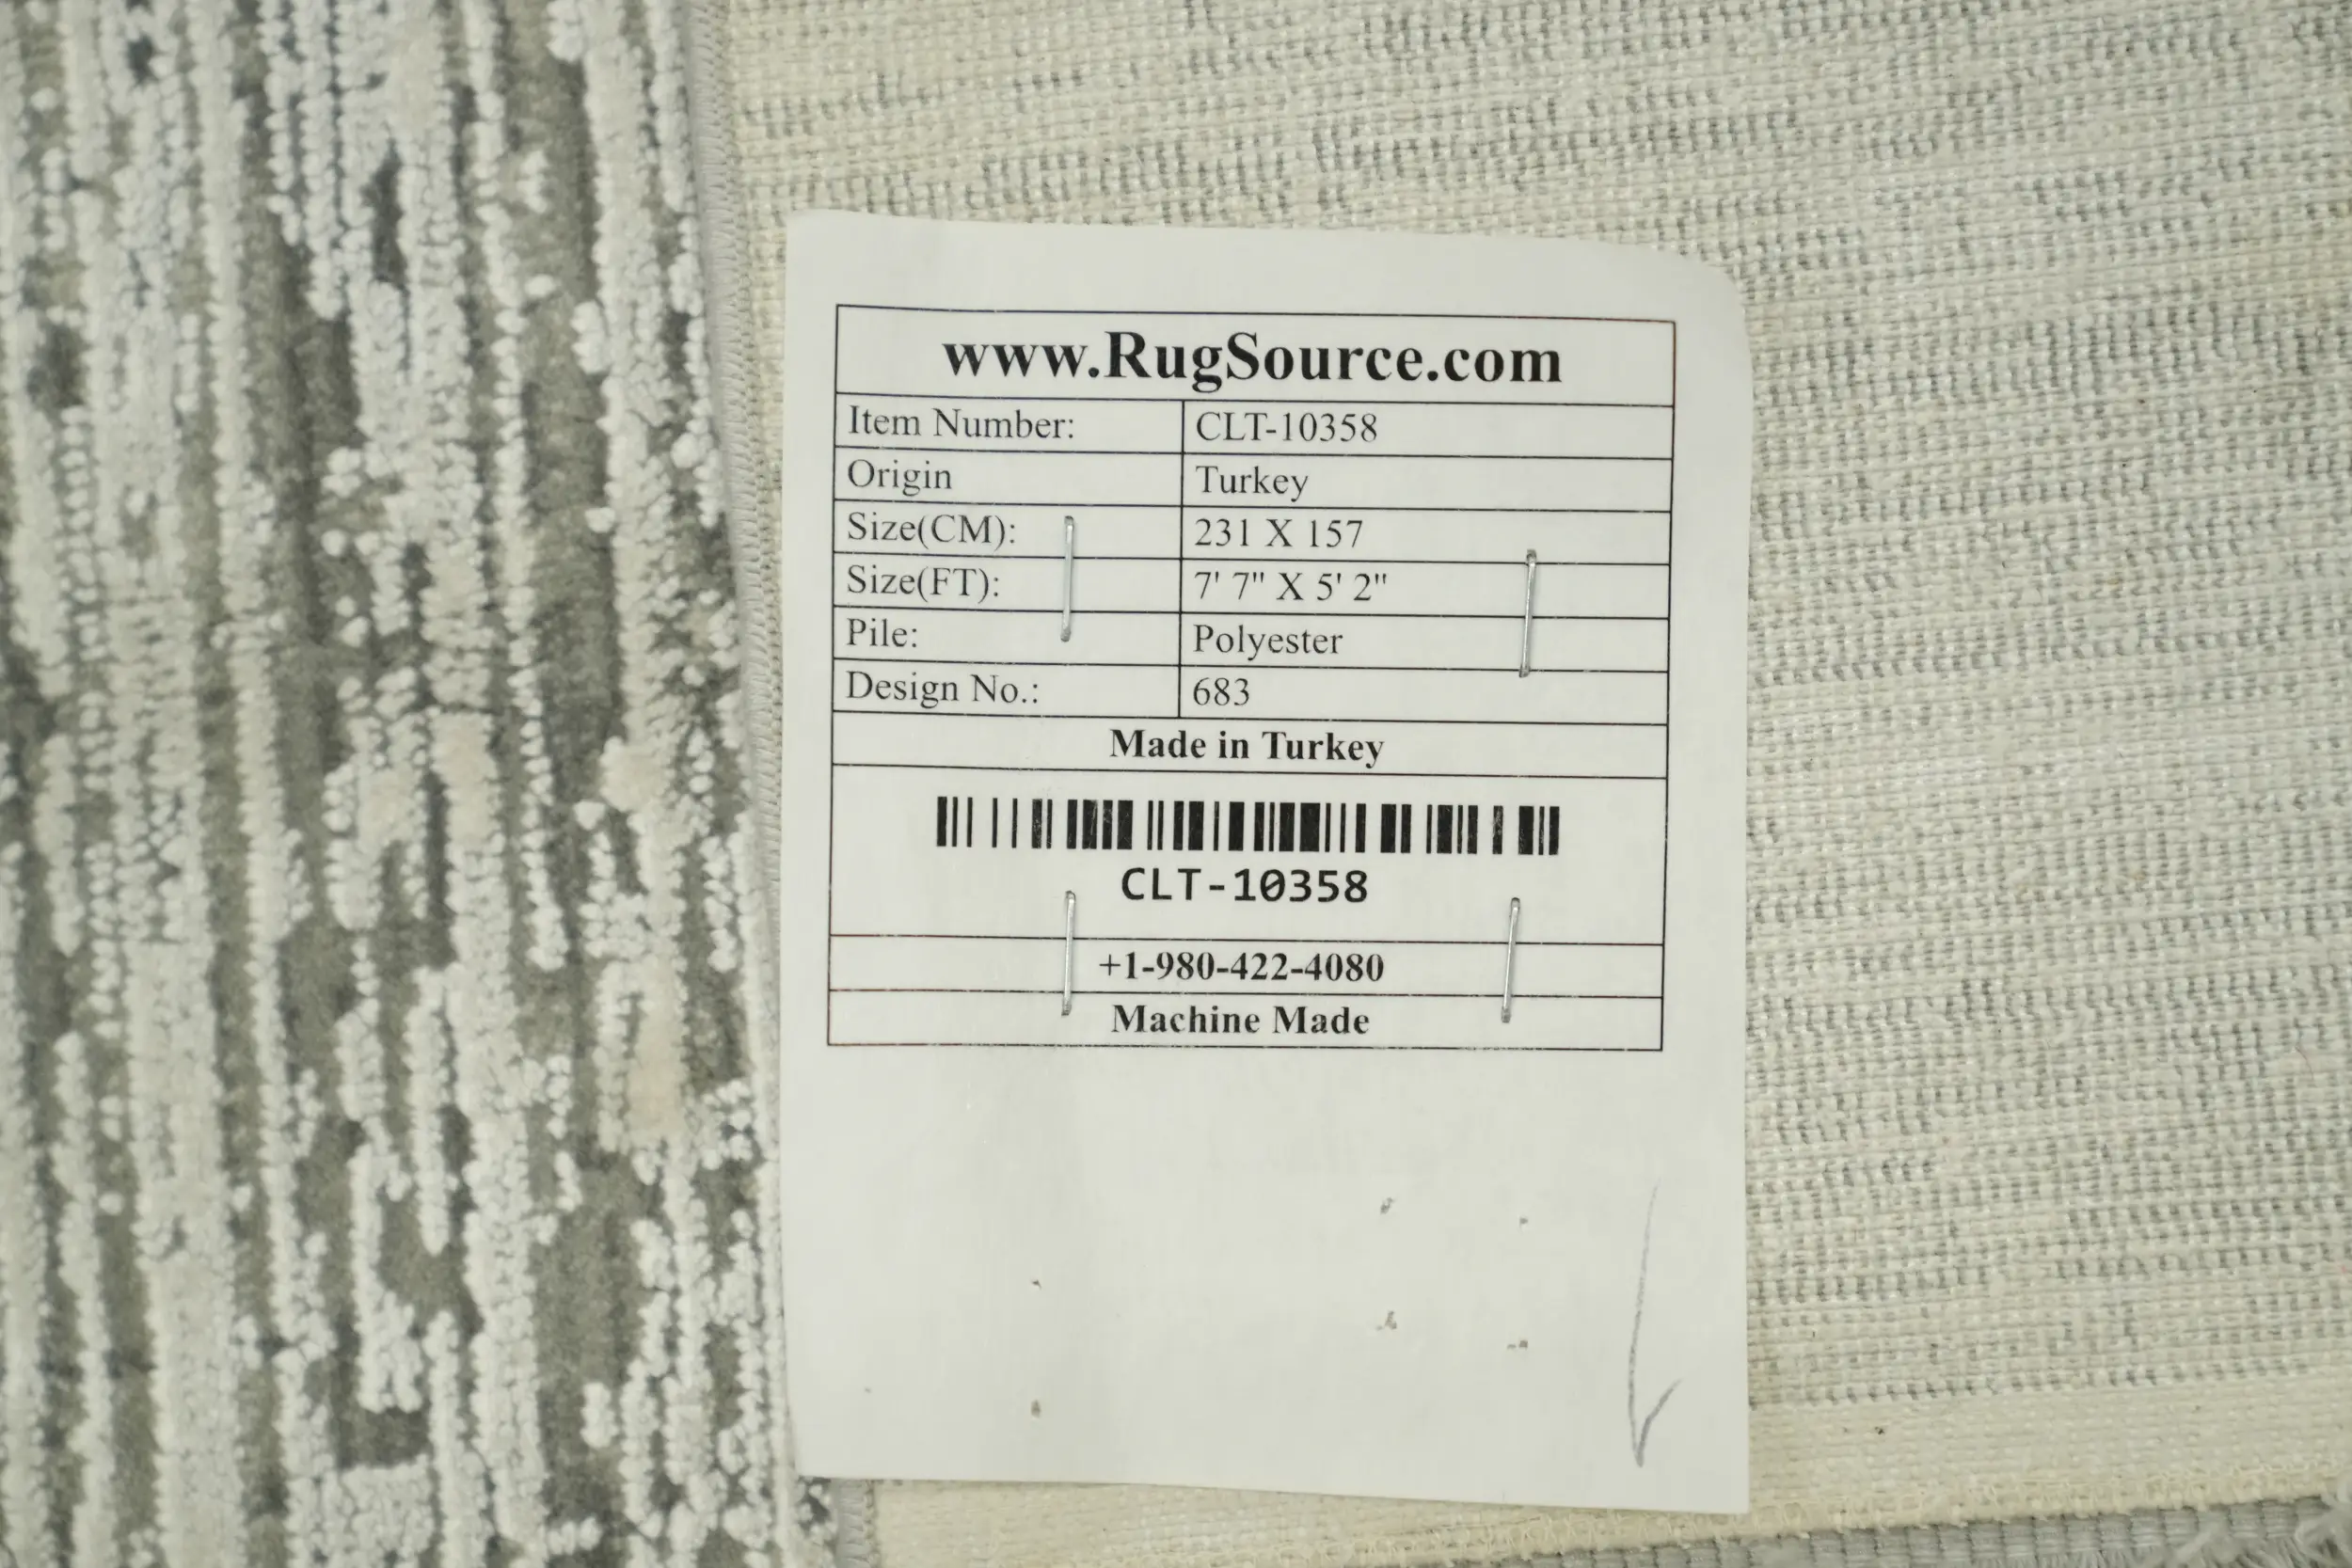 www.RugSource.com
Item Number: CLT-10358
Origin Turkey
Size(CM): 231 X 157
Size(FT): 7' 7" X 5' 2"
Pile: Polyester
Design No.: 683
Made in Turkey
CLT-10358
+1-980-422-4080
Machine Made